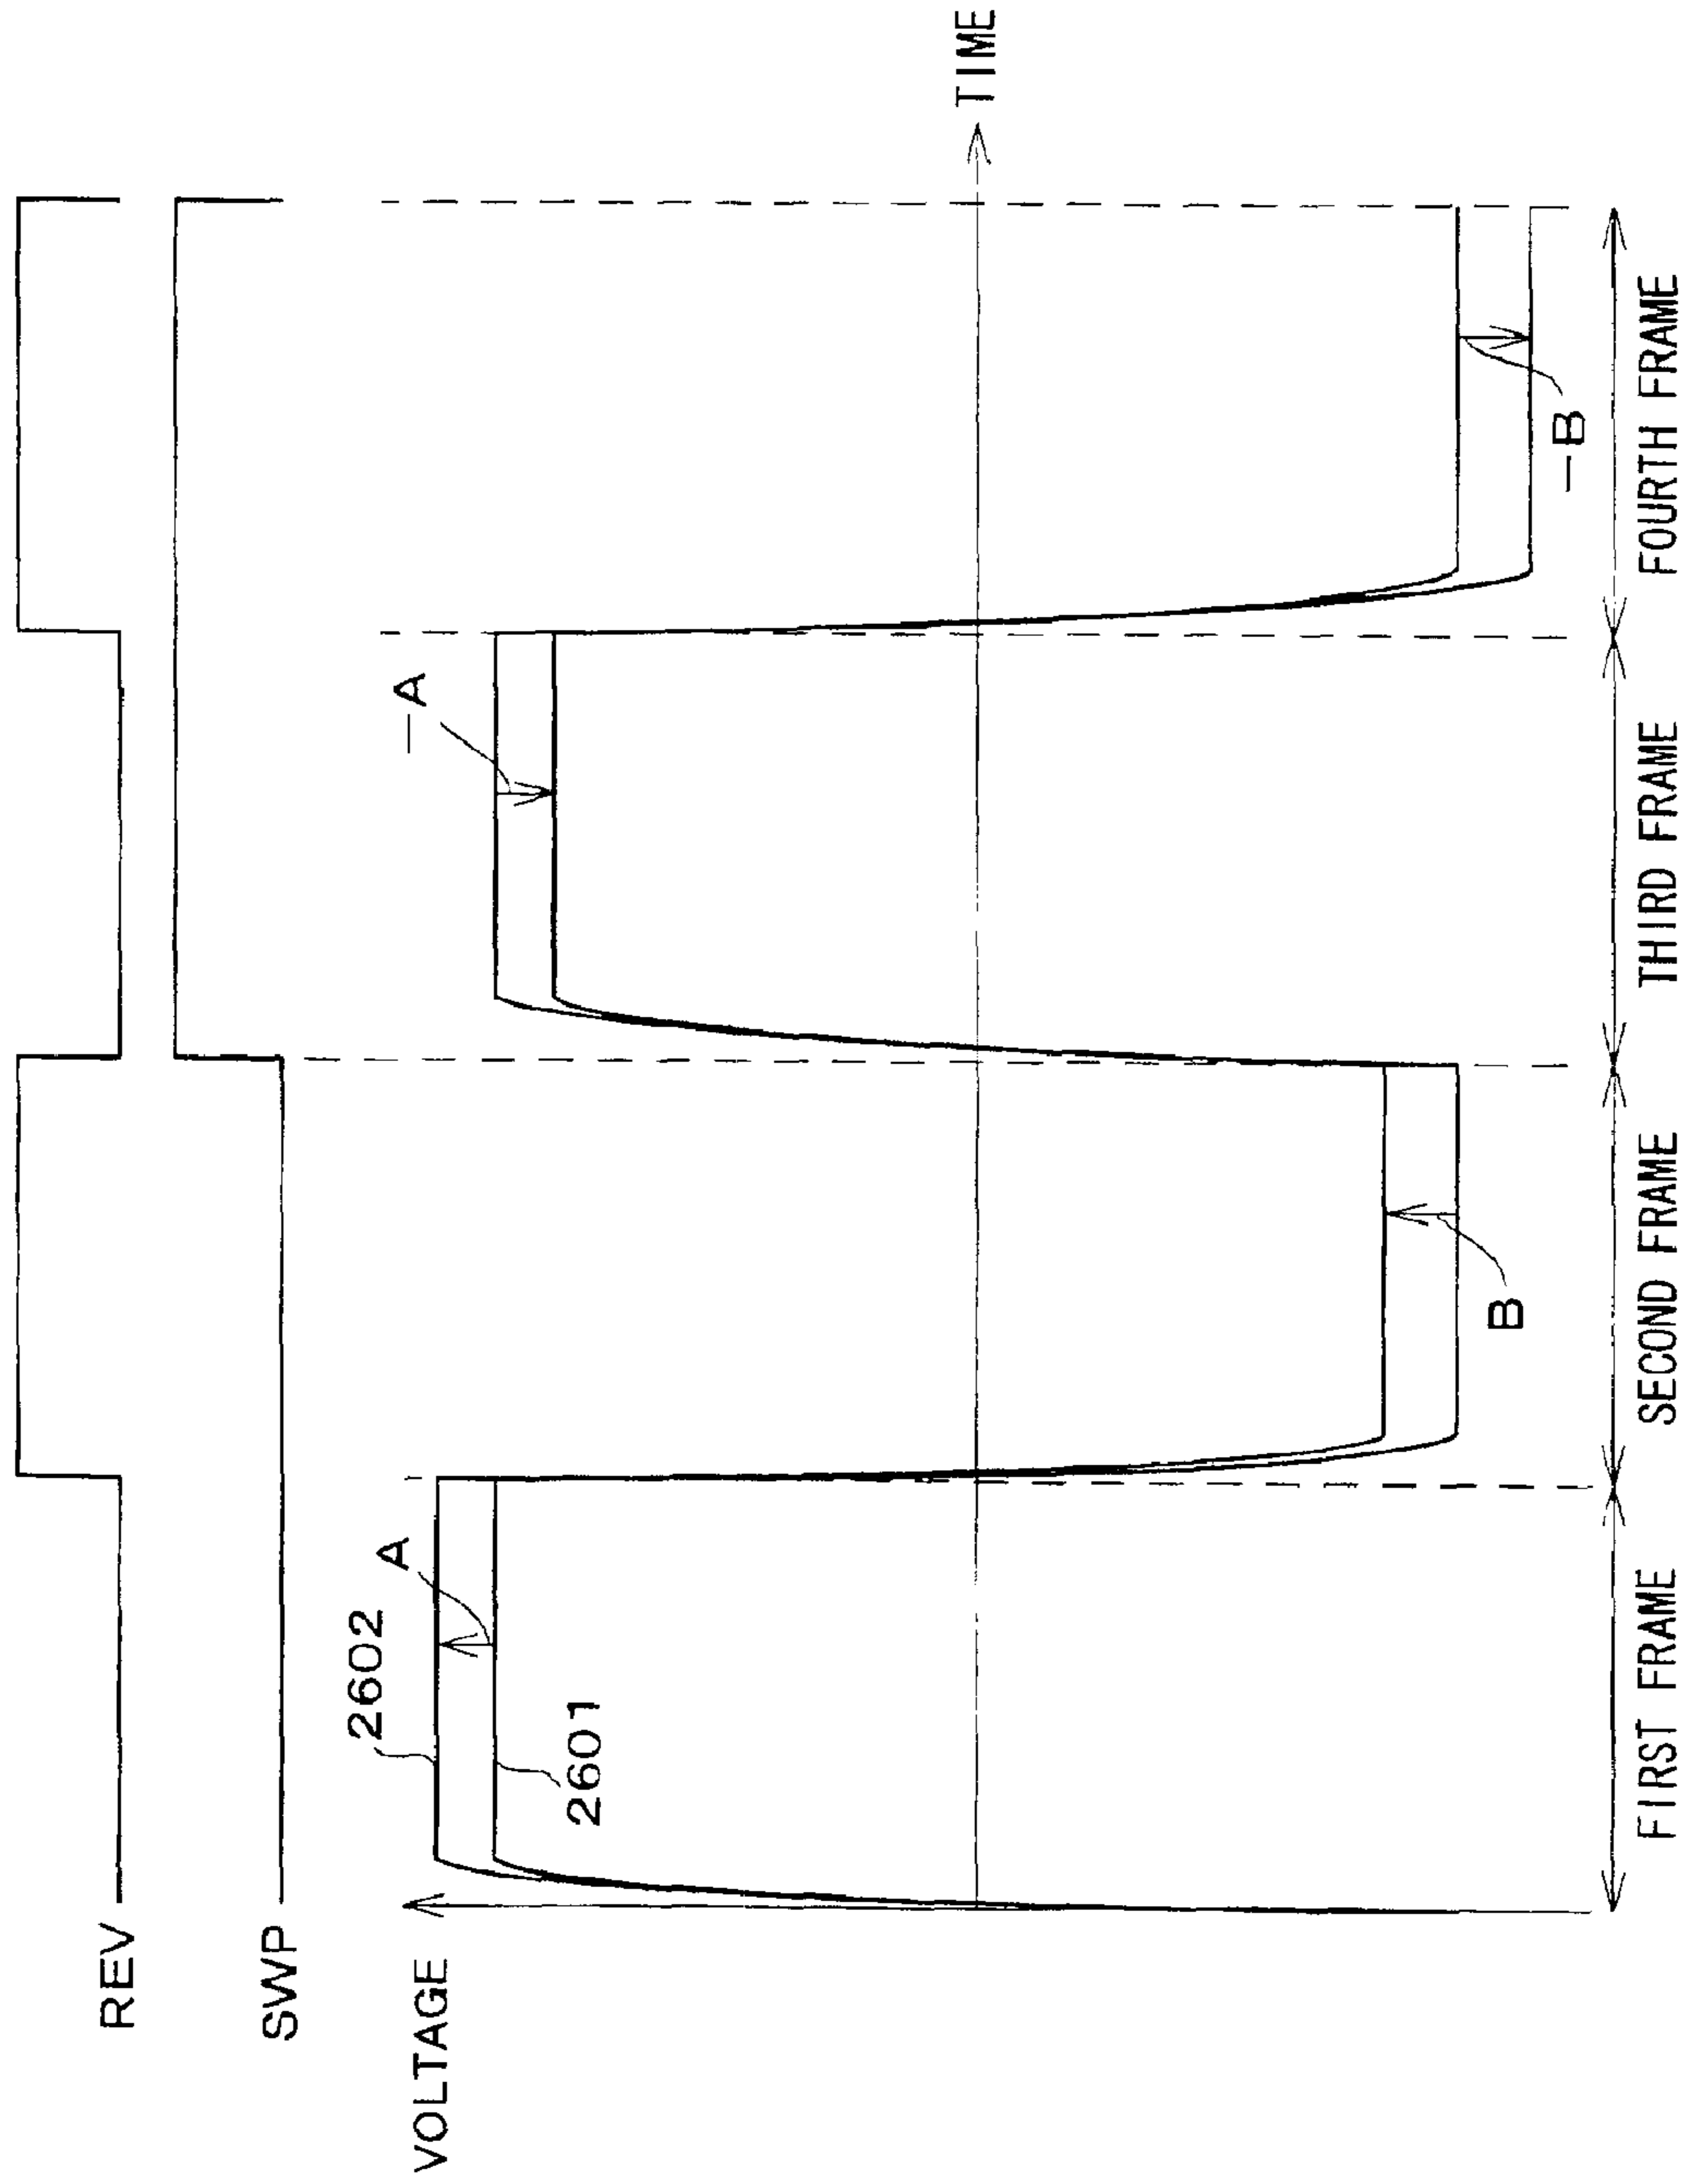 REV
SWP
VOLTAGE
2602
2601
A
B
—A
—B
TIME
FIRST FRAME
SECOND FRAME
THIRD FRAME
FOURTH FRAME